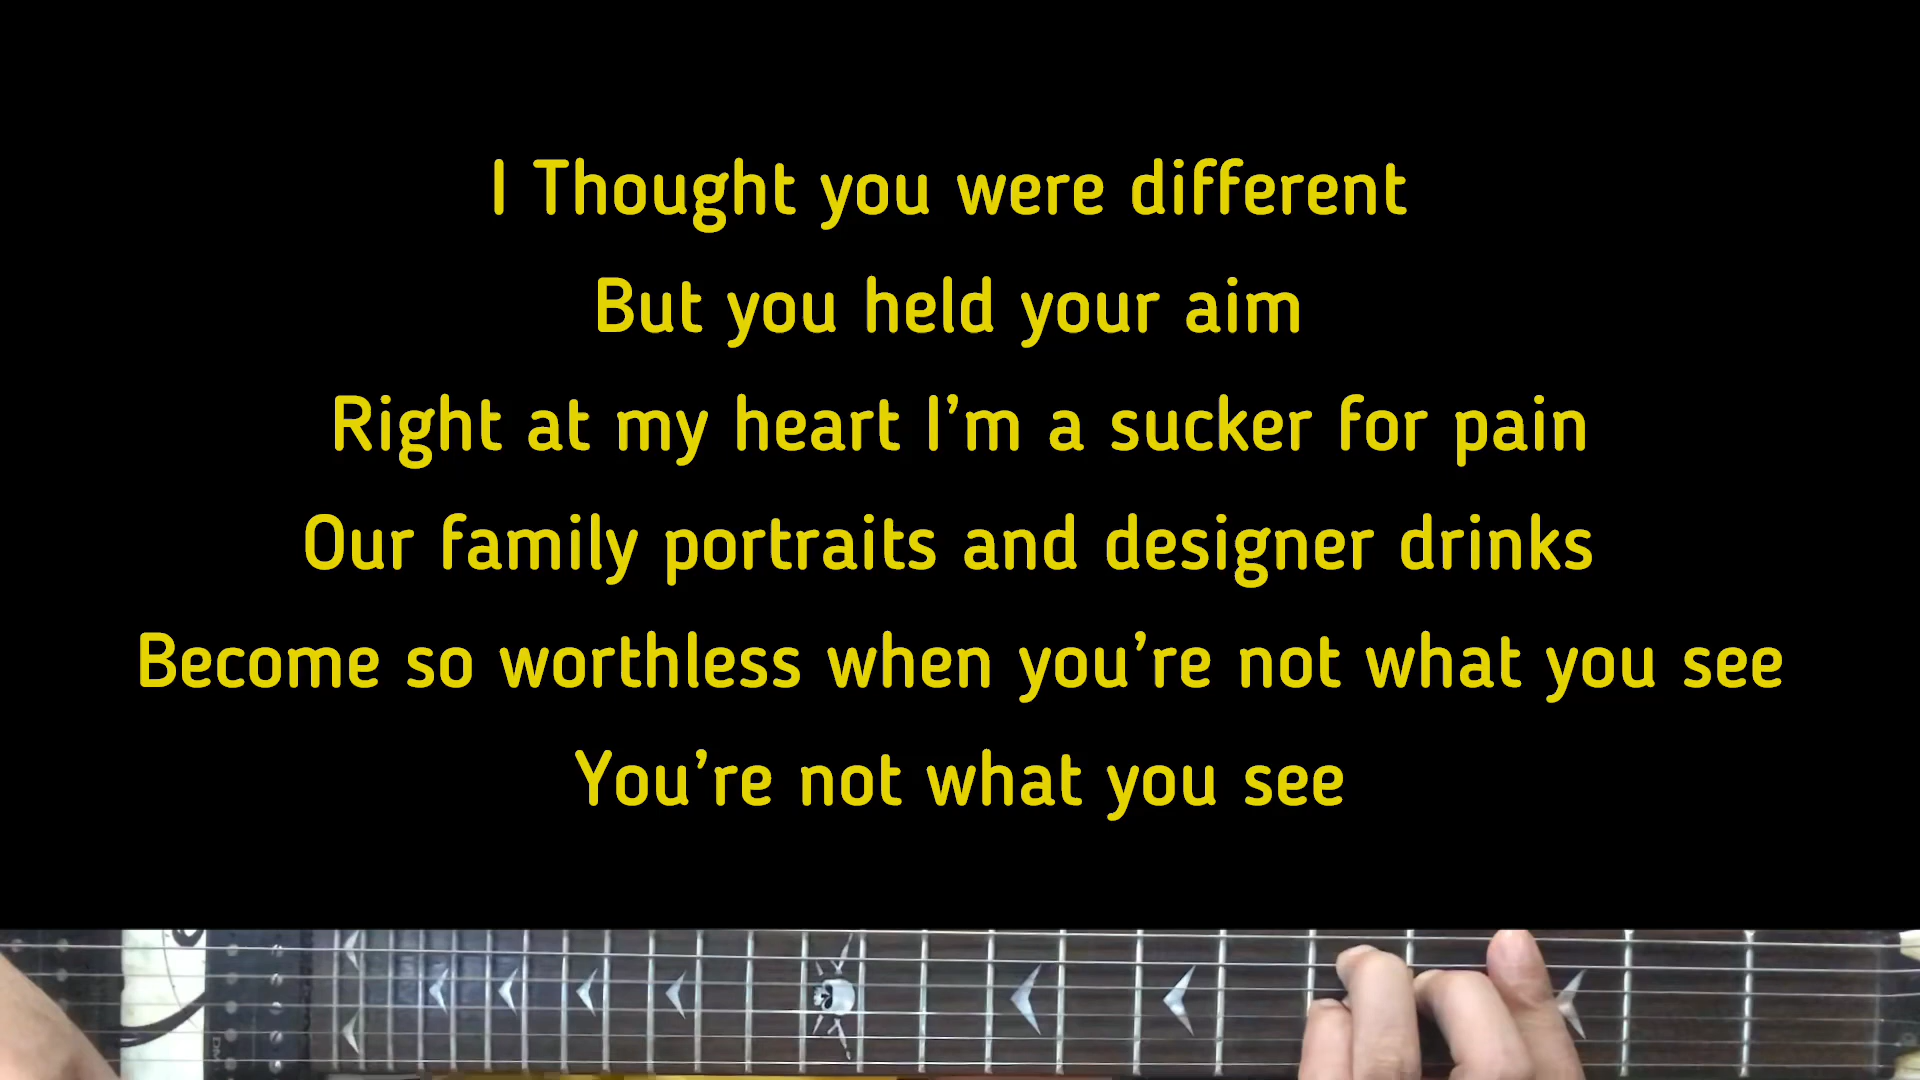 I Thought you were different
But you held your aim
Right at my heart I’m a sucker for pain
Our family portraits and designer drinks
Become so worthless when you’re not what you see
You’re not what you see